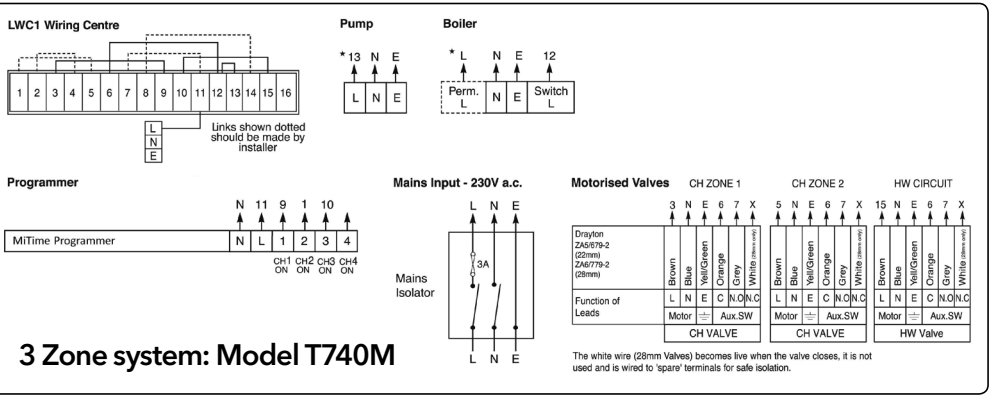 LWC1 Wiring Centre
1 2 3 4 5 6 7 8 9 10 11 12 13 14 15 16
L
N
E
Links shown dotted
should be made by
installer
Pump
*13 N E
L N E
Boiler
*L N E 12
Perm.
L
N E
Switch
L
Programmer
N 11 9 1 10
MiTime Programmer N L 1 2 3 4
CH1 CH2 CH3 CH4
ON ON ON ON
Mains Input - 230V a.c.
L N E
3A
Mains
Isolator
L N E
Motorised Valves CH ZONE 1 CH ZONE 2 HW CIRCUIT
3 N E 6 7 X 5 N E 6 7 X 15 N E 6 7 X
Drayton
ZA5/679-2
(22mm)
ZA6/779-2
(28mm)
Brown Blue Yell/Green Orange Grey White (28mm only) Brown Blue Yell/Green Orange Grey White (28mm only) Brown Blue Yell/Green Orange Grey White (28mm only)
Function of
Leads
L N E C N.O N.C L N E C N.O N.C L N E C N.O N.C
Motor Aux.SW Motor Aux.SW Motor Aux.SW
CH VALVE CH VALVE HW Valve
The white wire (28mm Valves) becomes live when the valve closes, it is not
used and is wired to 'spare' terminals for safe isolation.
3 Zone system: Model T740M